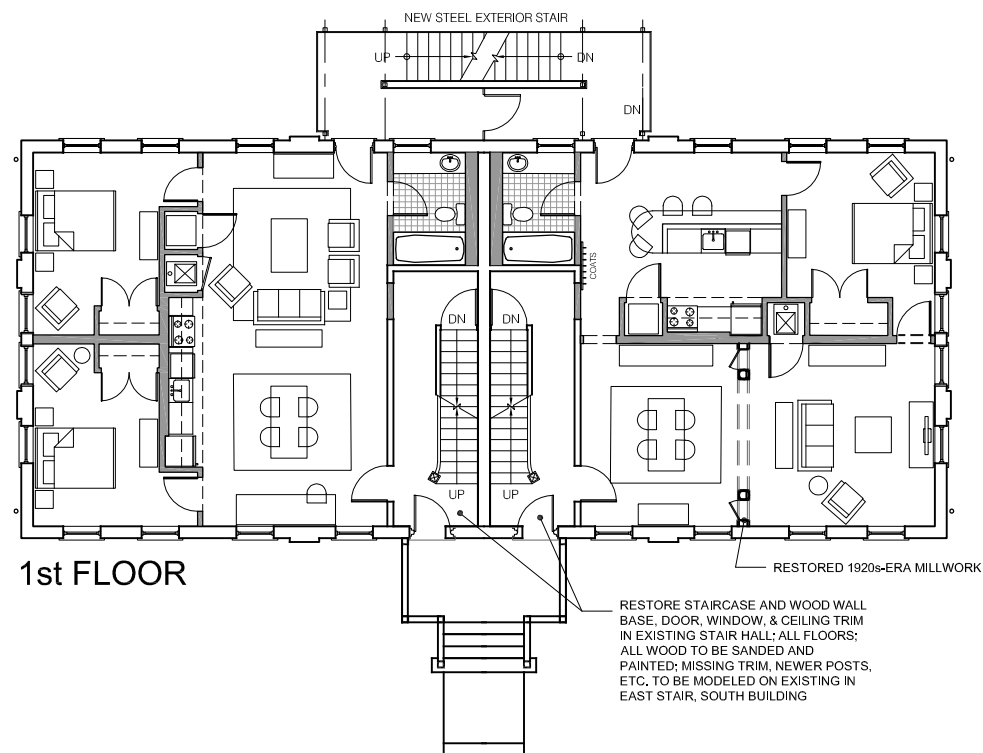 NEW STEEL EXTERIOR STAIR
UP
DN
DN
COATS
DN
DN
UP
UP
1st FLOOR
RESTORED 1920s-ERA MILLWORK
RESTORE STAIRCASE AND WOOD WALL
BASE, DOOR, WINDOW, & CEILING TRIM
IN EXISTING STAIR HALL; ALL FLOORS;
ALL WOOD TO BE SANDED AND
PAINTED; MISSING TRIM, NEWER POSTS,
ETC. TO BE MODELED ON EXISTING IN
EAST STAIR, SOUTH BUILDING